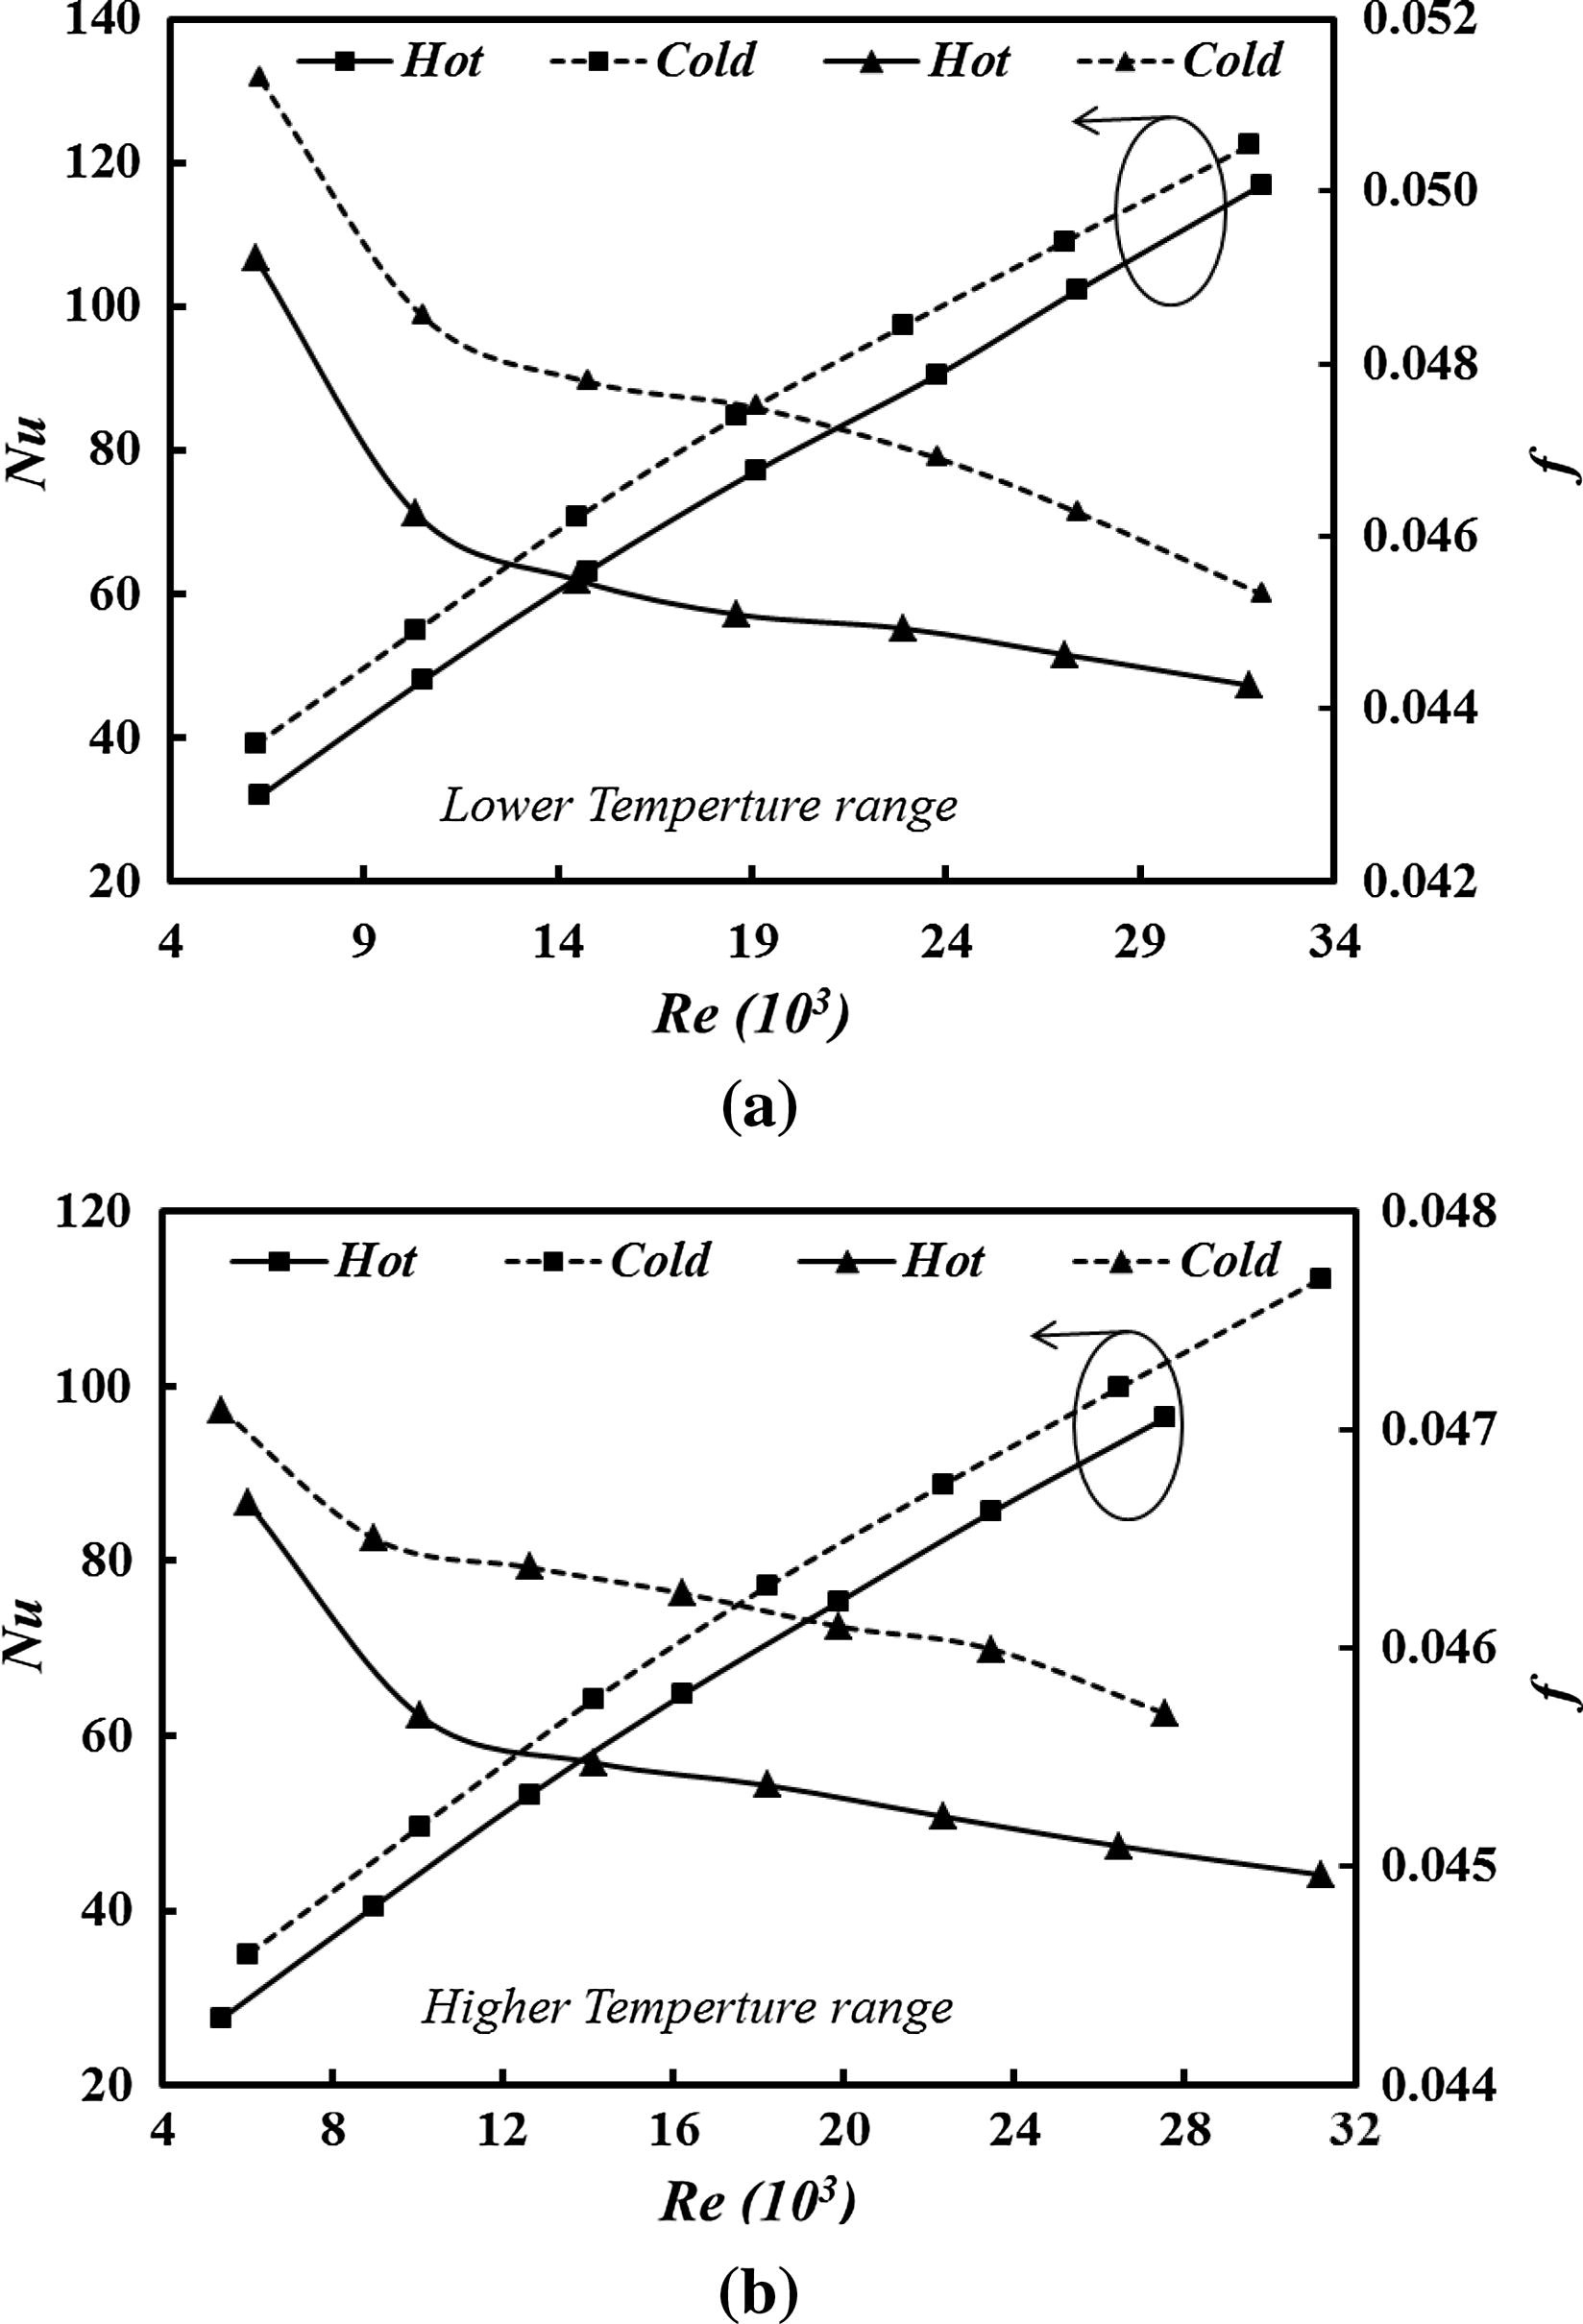 140 0.052
Hot Cold Hot Cold
120
0.050
100
0.048
Nu 80 f
0.046
60
0.044
40
Lower Temperture range
20 0.042
4 9 14 19 24 29 34
Re (10³)
(a)
120 0.048
Hot Cold Hot Cold
100
0.047
80
Nu 0.046 f
60
0.045
40
Higher Temperture range
20 0.044
4 8 12 16 20 24 28 32
Re (10³)
(b)